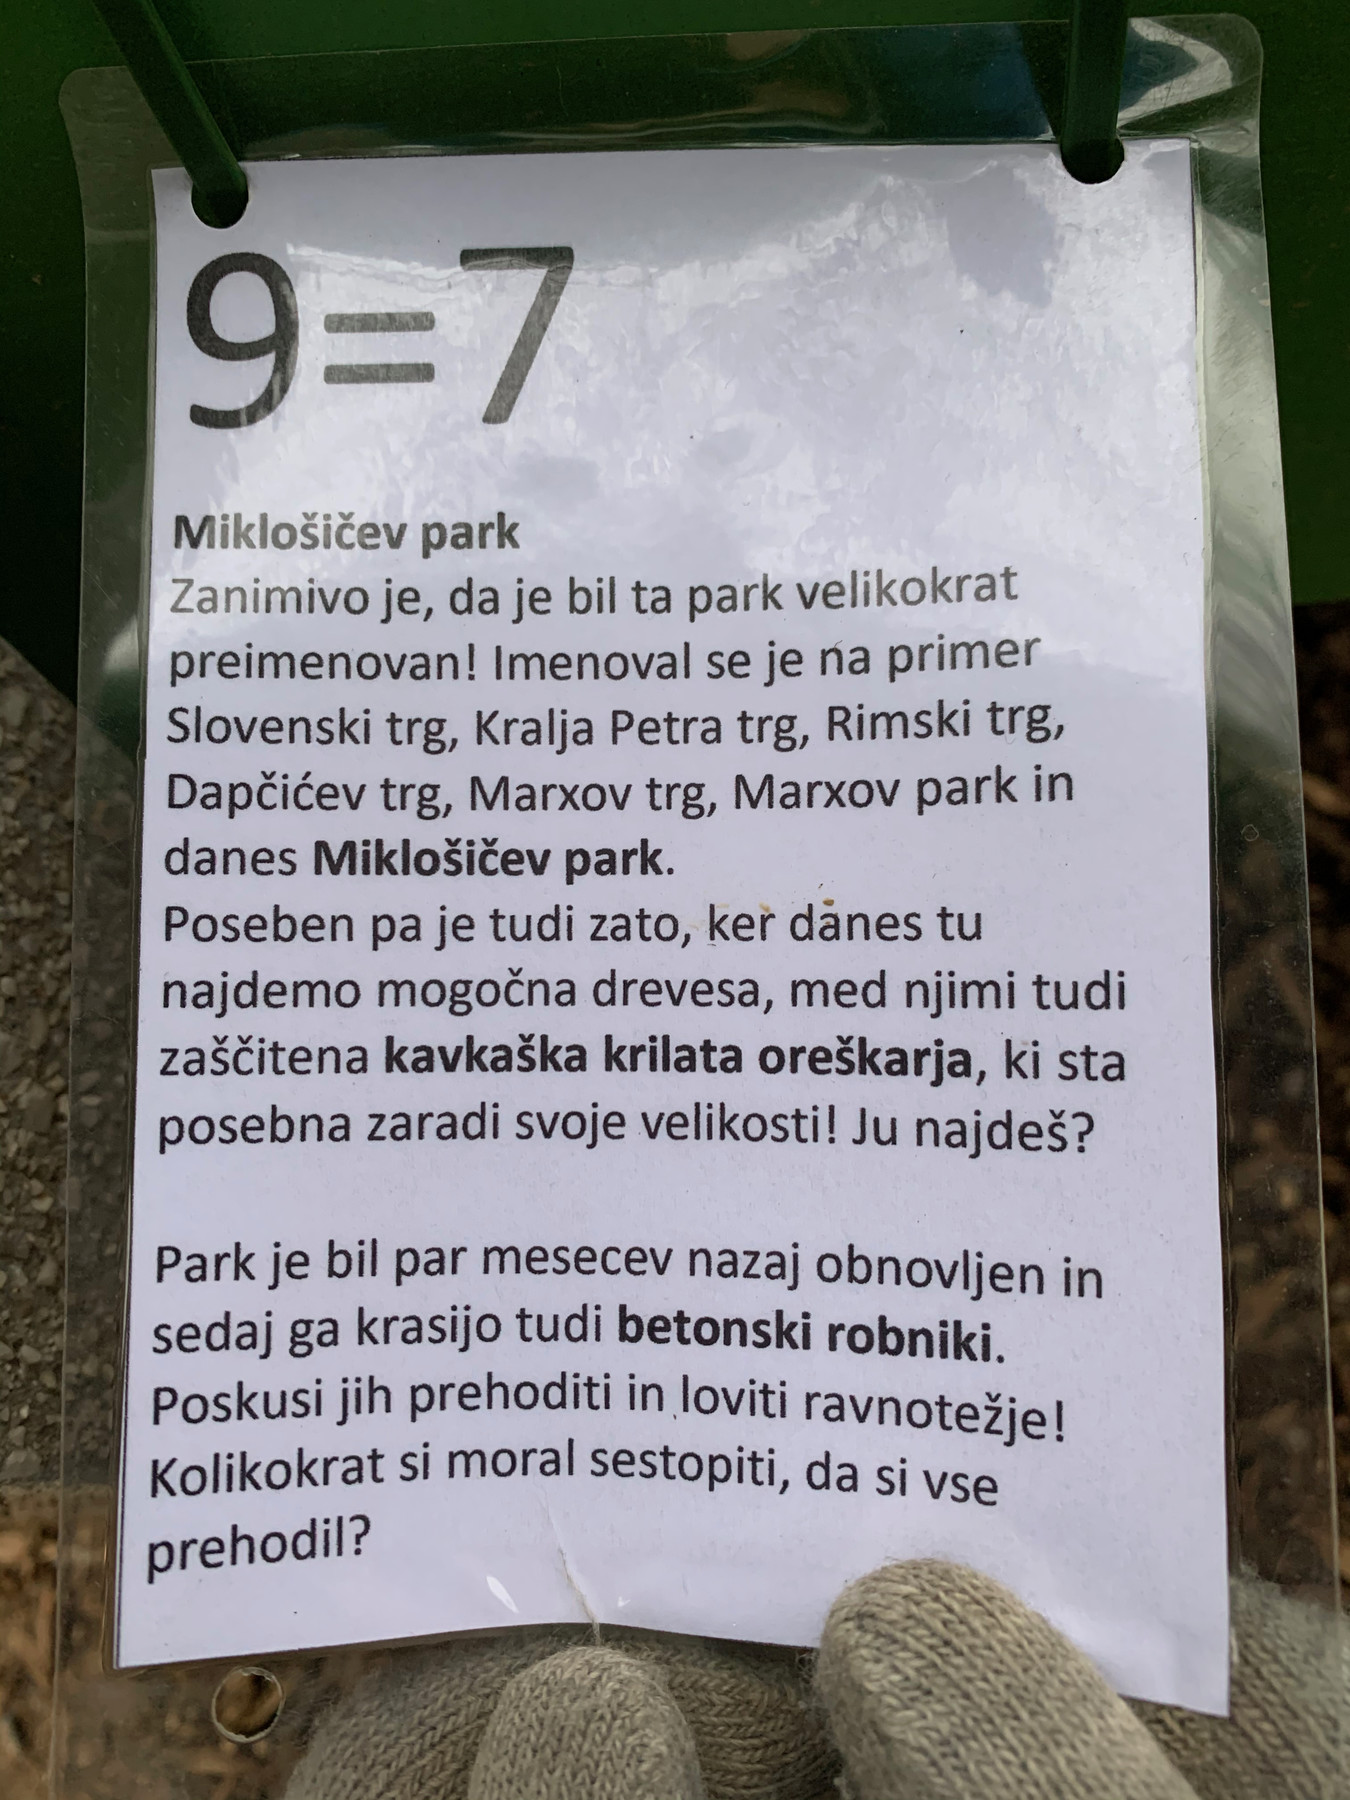 9=7
Miklošičev park
Zanimivo je, da je bil ta park velikokrat
preimenovan! Imenoval se je na primer
Slovenski trg, Kralja Petra trg, Rimski trg,
Dapčićev trg, Marxov trg, Marxov park in
danes Miklošičev park.
Poseben pa je tudi zato, ker danes tu
najdemo mogočna drevesa, med njimi tudi
zaščitena kavkaška krilata oreškarja, ki sta
posebna zaradi svoje velikosti! Ju najdeš?
Park je bil par mesecev nazaj obnovljen in
sedaj ga krasijo tudi betonski robniki.
Poskusi jih prehoditi in loviti ravnotežje!
Kolikokrat si moral sestopiti, da si vse
prehodil?